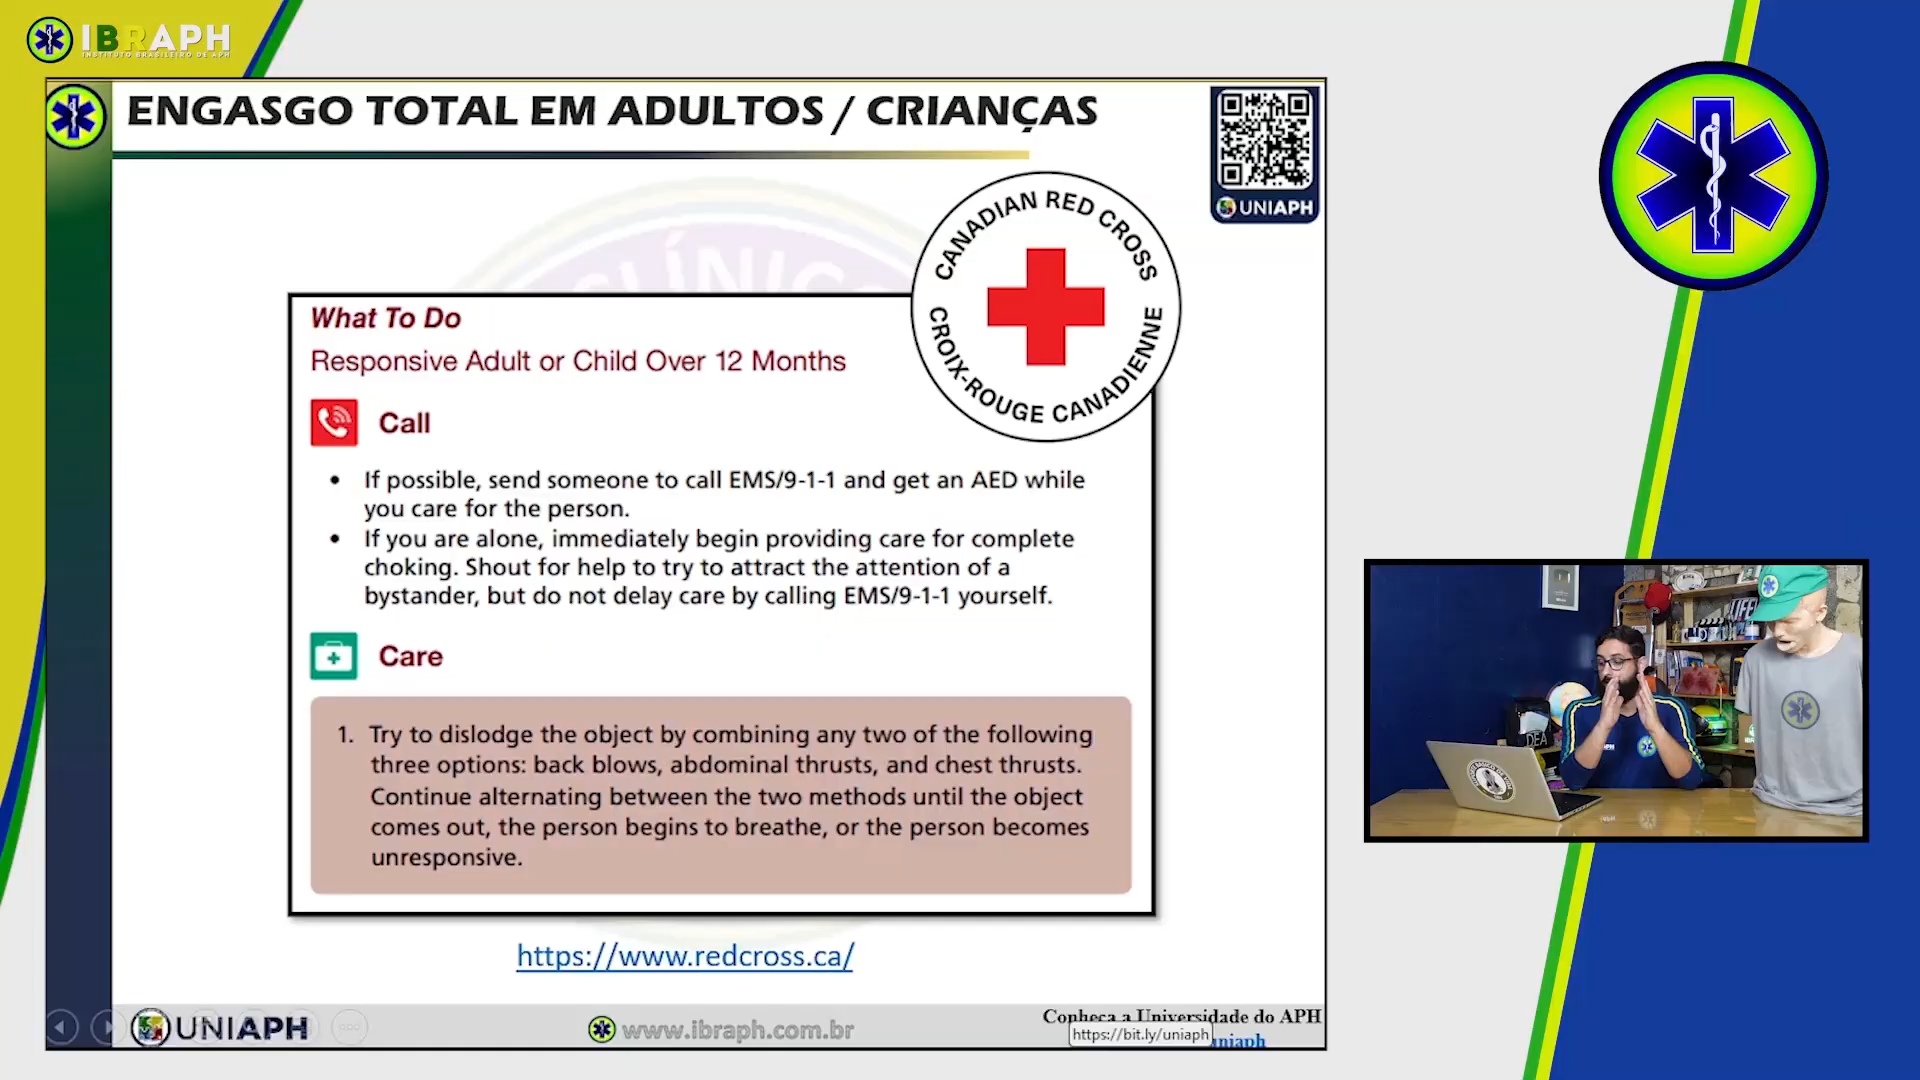 IBRAPH
INSTITUTO BRASILEIRO DE APH
ENGASGO TOTAL EM ADULTOS / CRIANÇAS
UNIAPH
CANADIAN RED CROSS
CROIX-ROUGE CANADIENNE
What To Do
Responsive Adult or Child Over 12 Months
Call
• If possible, send someone to call EMS/9-1-1 and get an AED while
you care for the person.
• If you are alone, immediately begin providing care for complete
choking. Shout for help to try to attract the attention of a
bystander, but do not delay care by calling EMS/9-1-1 yourself.
Care
1. Try to dislodge the object by combining any two of the following
three options: back blows, abdominal thrusts, and chest thrusts.
Continue alternating between the two methods until the object
comes out, the person begins to breathe, or the person becomes
unresponsive.
https://www.redcross.ca/
UNIAPH
www.ibraph.com.br
Conheça a Universidade do APH
https://bit.ly/uniaph
uniaph
DEA
LIFE